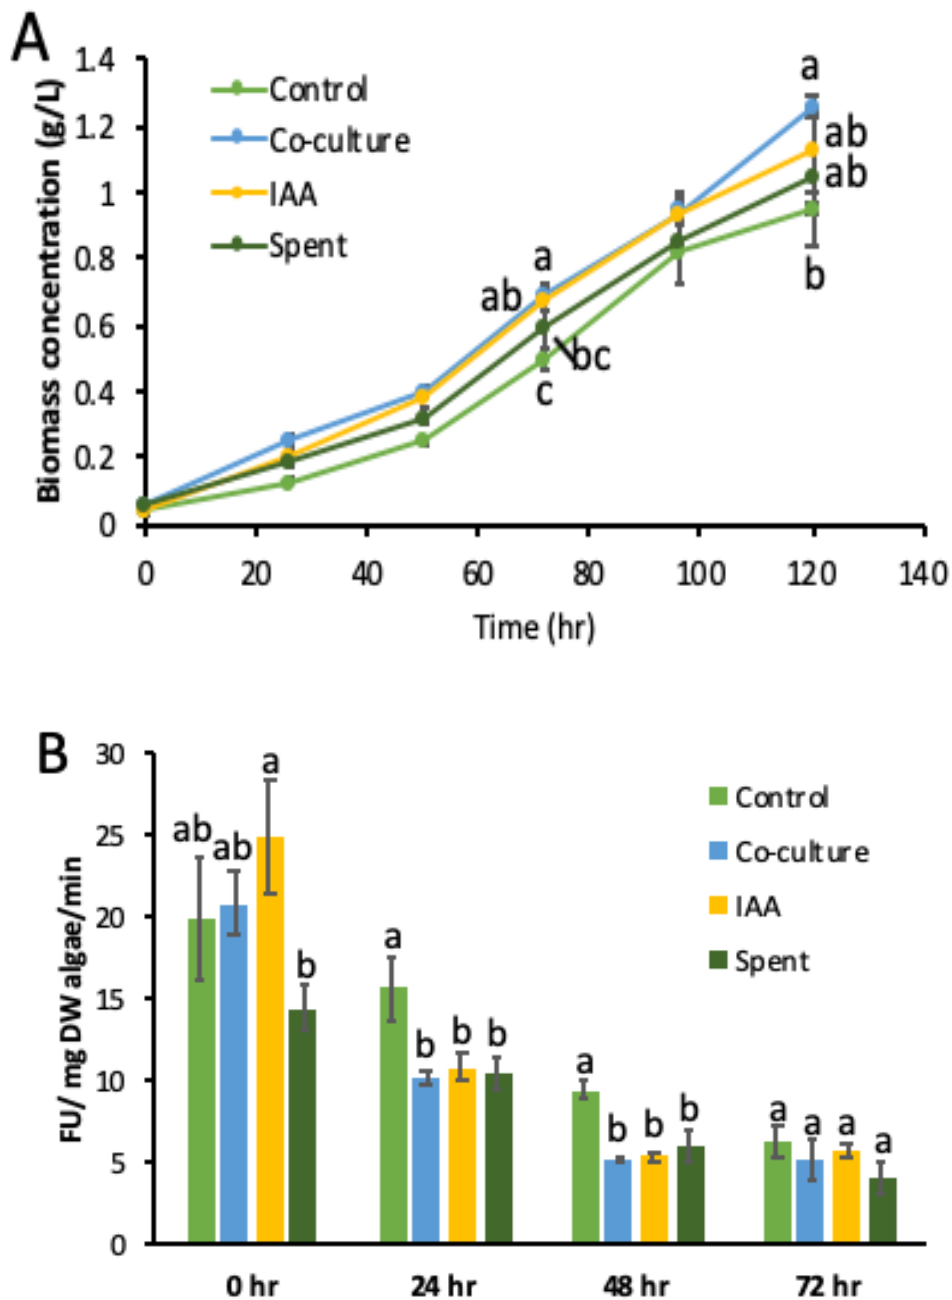 A
Biomass concentration (g/L)
1.4
1.2
1
0.8
0.6
0.4
0.2
0
Control
Co-culture
IAA
Spent
a
ab
ab
b
a
ab
bc
c
0 20 40 60 80 100 120 140
Time (hr)
B
FU/ mg DW algae/min
30
25
20
15
10
5
0
Control
Co-culture
IAA
Spent
ab ab a b
a b b b
a b b b
a a a a
0 hr 24 hr 48 hr 72 hr